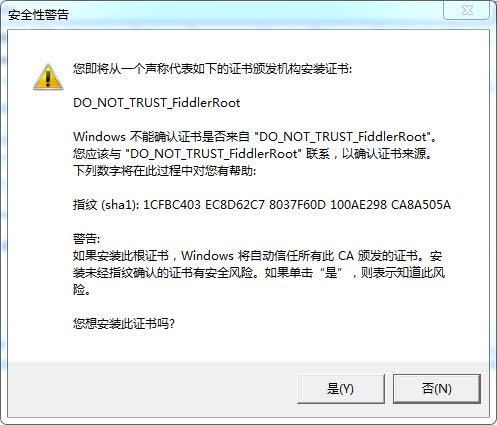 安全性警告
您即将从一个声称代表如下的证书颁发机构安装证书:
DO_NOT_TRUST_FiddlerRoot
Windows 不能确认证书是否来自 "DO_NOT_TRUST_FiddlerRoot"。
您应该与 "DO_NOT_TRUST_FiddlerRoot" 联系，以确认证书来源。
下列数字将在此过程中对您有帮助:
指纹 (sha1): 1CFBC403 EC8D62C7 8037F60D 100AE298 CA8A505A
警告:
如果安装此根证书，Windows 将自动信任所有此 CA 颁发的证书。安
装未经指纹确认的证书有安全风险。如果单击“是”，则表示知道此风
险。
您想安装此证书吗?
是(Y) 否(N)